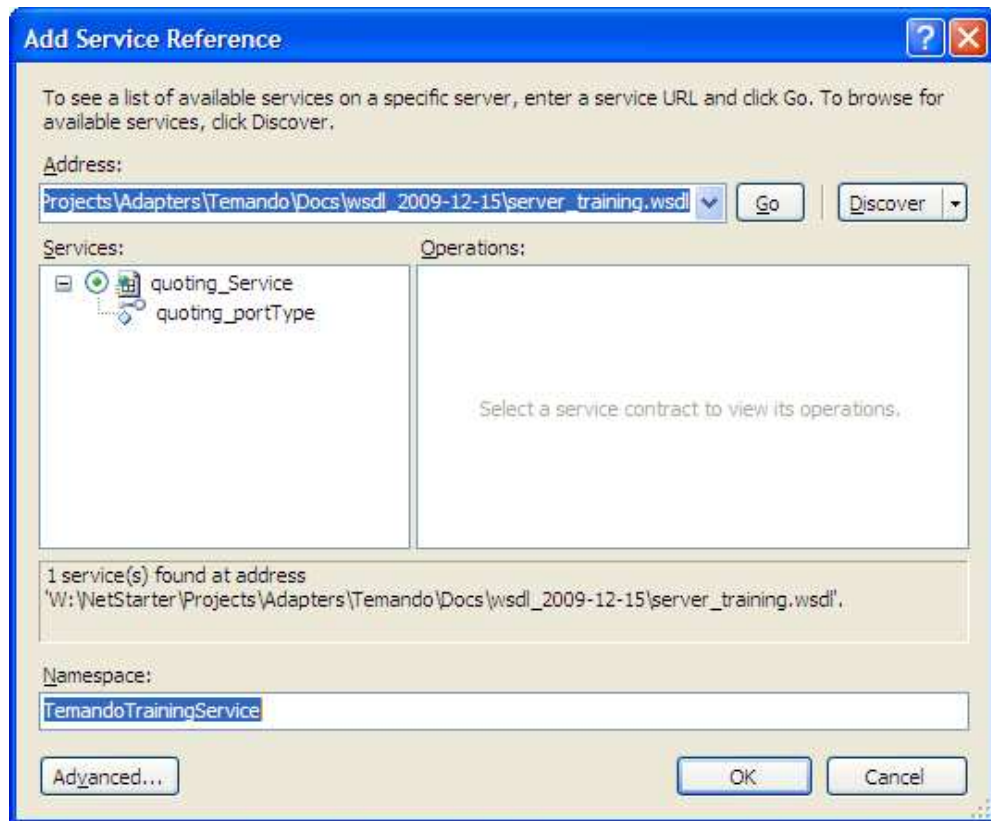 Add Service Reference
To see a list of available services on a specific server, enter a service URL and click Go. To browse for
available services, click Discover.
Address:
Projects\Adapters\Temando\Docs\wsdl_2009-12-15\server_training.wsdl
Go
Discover
Services:
Operations:
quoting_Service
quoting_portType
Select a service contract to view its operations.
1 service(s) found at address
'W:\NetStarter\Projects\Adapters\Temando\Docs\wsdl_2009-12-15\server_training.wsdl'.
Namespace:
TemandoTrainingService
Advanced...
OK
Cancel